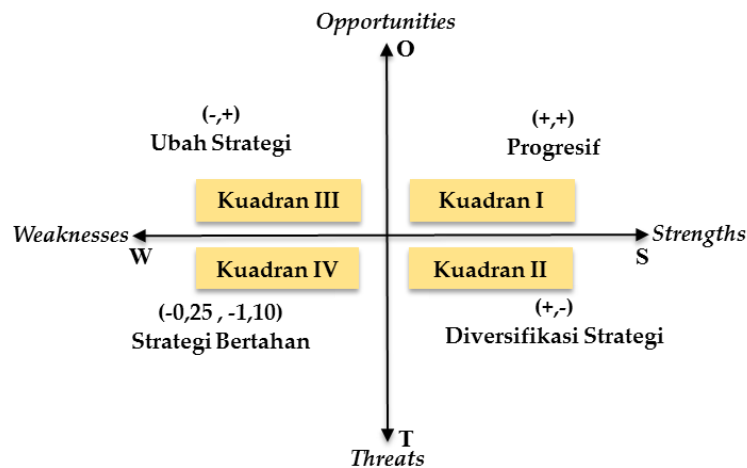 Opportunities
O
(-,+)
Ubah Strategi
(+,+)
Progresif
Kuadran III
Kuadran I
Weaknesses
W
Strengths
S
Kuadran IV
Kuadran II
(-0,25 , -1,10)
Strategi Bertahan
(+,-)
Diversifikasi Strategi
T
Threats